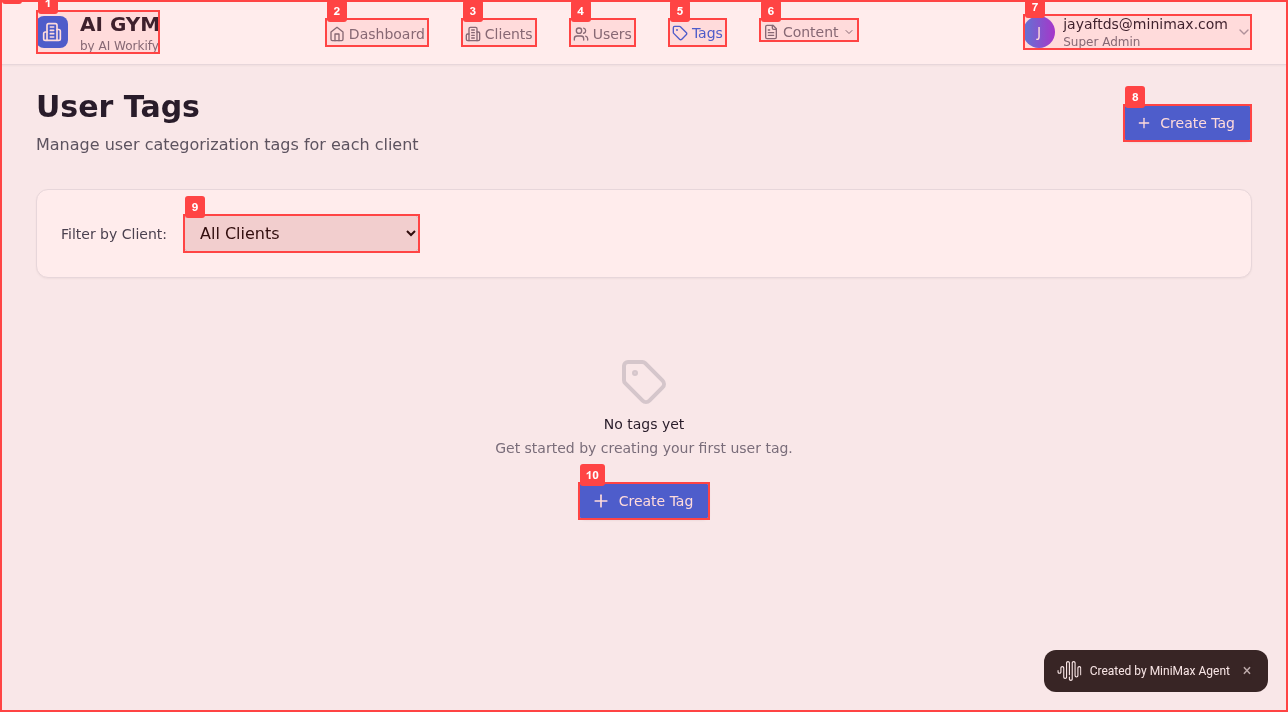 1
AI GYM
by AI Workify
2
Dashboard
3
Clients
4
Users
5
Tags
6
Content
7
J
jayaftds@minimax.com
Super Admin
User Tags
Manage user categorization tags for each client
8
Create Tag
Filter by Client:
9
All Clients
No tags yet
Get started by creating your first user tag.
10
Create Tag
Created by MiniMax Agent ×